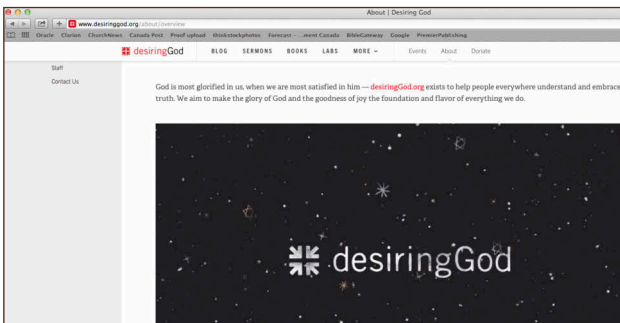 About | Desiring God
www.desiringgod.org/about/overview
Oracle Clarion ChurchNews Canada Post Proof upload thinkstockphotos Forecast – ...ment Canada BibleGateway Google PremierPublishing
desiringGod BLOG SERMONS BOOKS LABS MORE Events About Donate
Staff
Contact Us
God is most glorified in us, when we are most satisfied in him — desiringGod.org exists to help people everywhere understand and embrace
truth. We aim to make the glory of God and the goodness of joy the foundation and flavor of everything we do.
desiringGod